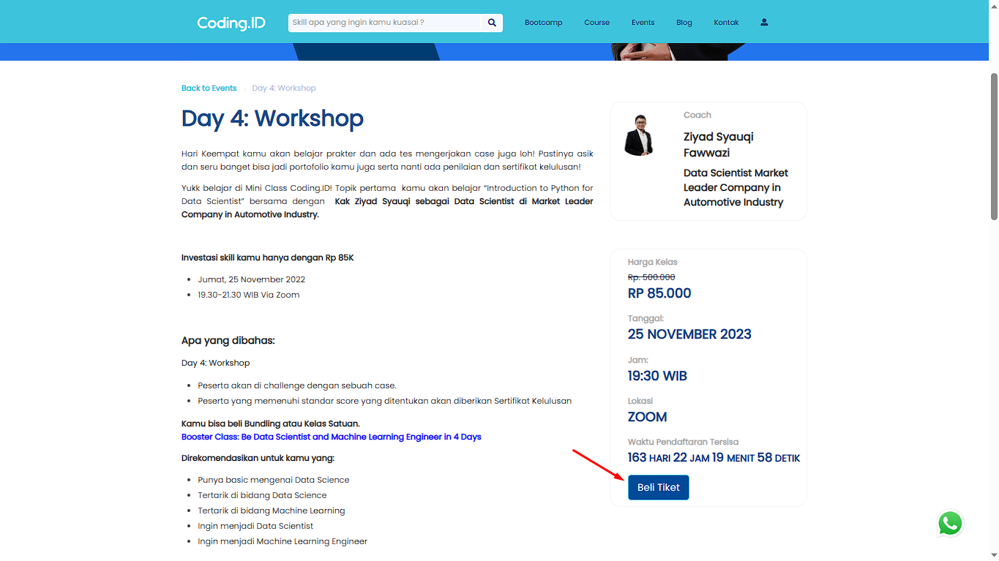 Coding.ID
Skill apa yang ingin kamu kuasai ?
Bootcamp
Course
Events
Blog
Kontak
Back to Events
Day 4: Workshop
Day 4: Workshop
Hari Keempat kamu akan belajar prakter dan ada tes mengerjakan case juga loh! Pastinya asik
dan seru banget bisa jadi portofolio kamu juga serta nanti ada penilaian dan sertifikat kelulusan!
Yukk belajar di Mini Class Coding.ID! Topik pertama kamu akan belajar “Introduction to Python for
Data Scientist” bersama dengan Kak Ziyad Syauqi sebagai Data Scientist di Market Leader
Company in Automotive Industry.
Investasi skill kamu hanya dengan Rp 85K
Jumat, 25 November 2022
19.30-21.30 WIB Via Zoom
Apa yang dibahas:
Day 4: Workshop
Peserta akan di challenge dengan sebuah case.
Peserta yang memenuhi standar score yang ditentukan akan diberikan Sertifikat Kelulusan
Kamu bisa beli Bundling atau Kelas Satuan.
Booster Class: Be Data Scientist and Machine Learning Engineer in 4 Days
Direkomendasikan untuk kamu yang:
Punya basic mengenai Data Science
Tertarik di bidang Data Science
Tertarik di bidang Machine Learning
Ingin menjadi Data Scientist
Ingin menjadi Machine Learning Engineer
Coach
Ziyad Syauqi
Fawwazi
Data Scientist Market
Leader Company in
Automotive Industry
Harga Kelas
Rp. 500.000
RP 85.000
Tanggal:
25 NOVEMBER 2023
Jam:
19:30 WIB
Lokasi
ZOOM
Waktu Pendaftaran Tersisa
163 HARI 22 JAM 19 MENIT 58 DETIK
Beli Tiket